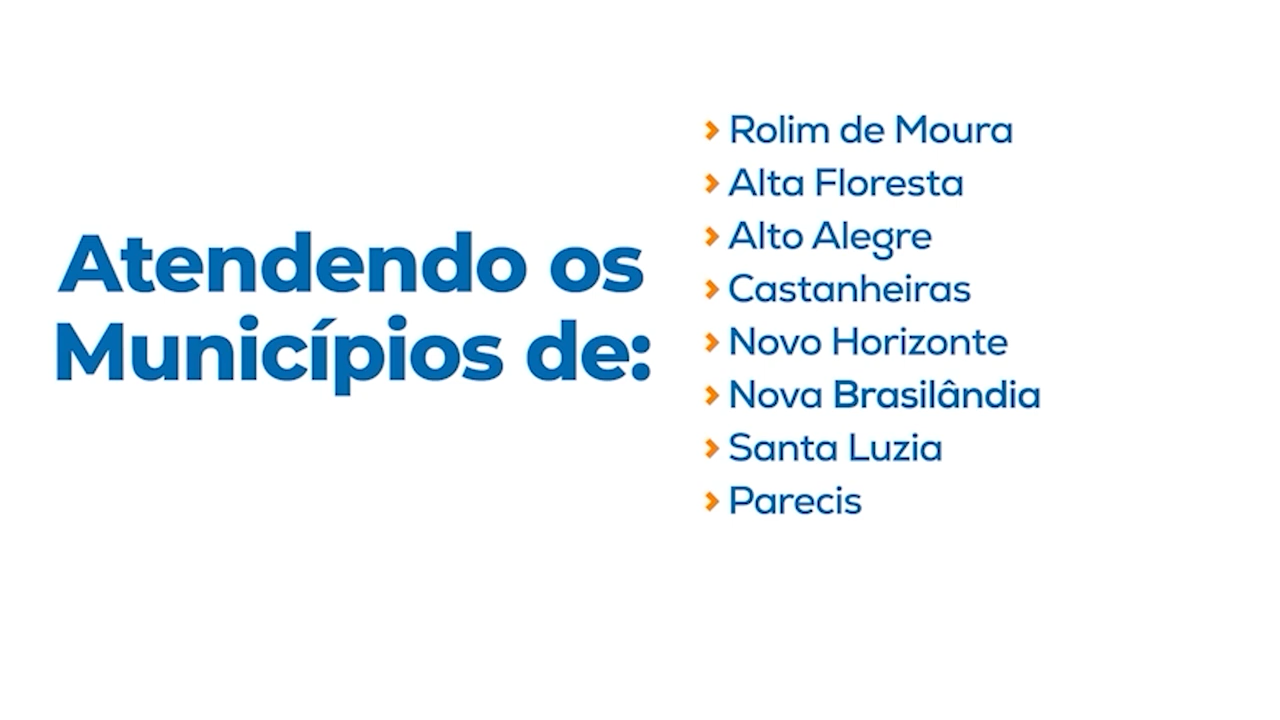 Atendendo os
Municípios de:
Rolim de Moura
Alta Floresta
Alto Alegre
Castanheiras
Novo Horizonte
Nova Brasilândia
Santa Luzia
Parecis